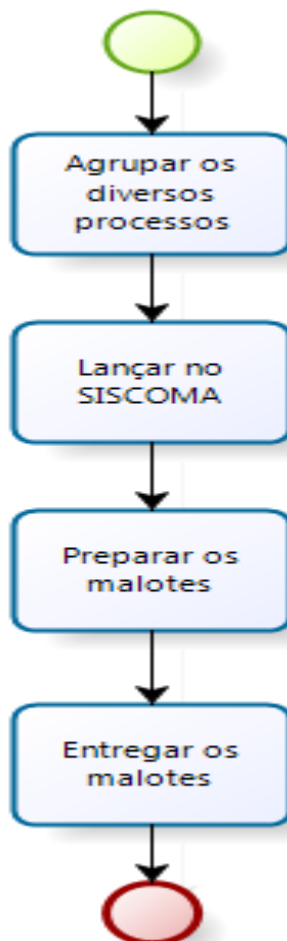 Agrupar os
diversos
processos
Lançar no
SISCOMA
Preparar os
malotes
Entregar os
malotes